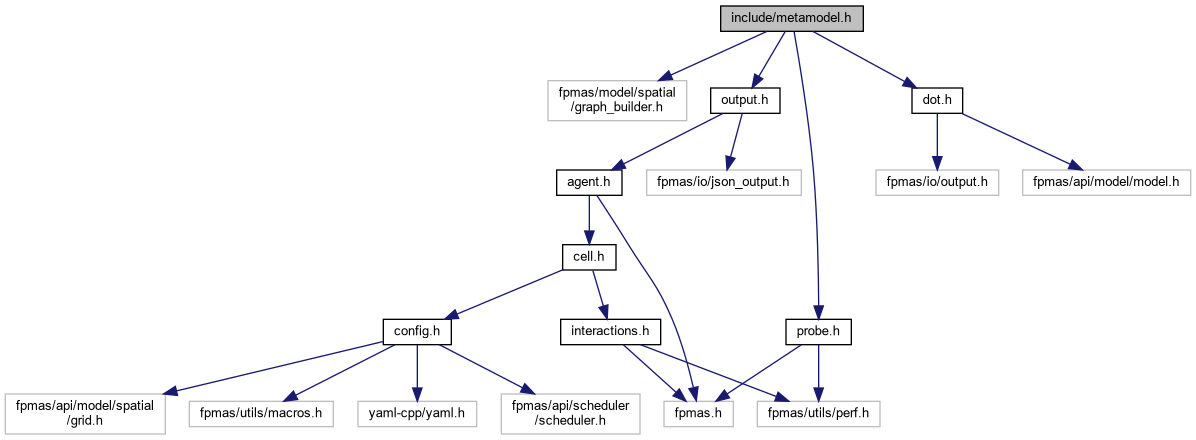 include/metamodel.h
fpmas/model/spatial
/graph_builder.h
output.h
dot.h
agent.h
fpmas/io/json_output.h
fpmas/io/output.h
fpmas/api/model/model.h
cell.h
config.h
interactions.h
probe.h
fpmas/api/model/spatial
/grid.h
fpmas/utils/macros.h
yaml-cpp/yaml.h
fpmas/api/scheduler
/scheduler.h
fpmas.h
fpmas/utils/perf.h